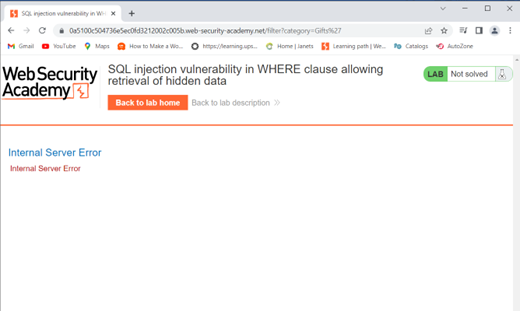 SQL injection vulnerability in WHE
0a5100c504736e5ec0fd3212002c005b.web-security-academy.net/filter?category=Gifts%27
Gmail YouTube Maps How to Make a Wo... https://learning.ups... Home | Janets Learning path | We... Catalogs AutoZone
Web Security
Academy
SQL injection vulnerability in WHERE clause allowing
retrieval of hidden data
Back to lab home Back to lab description
LAB Not solved
Internal Server Error
Internal Server Error